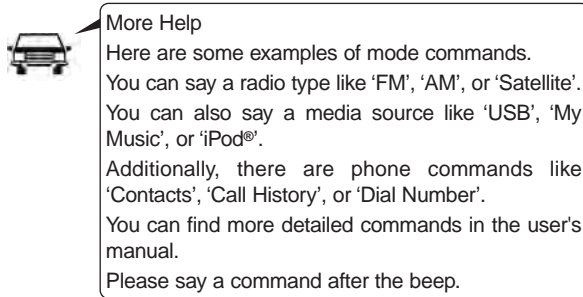 More Help
Here are some examples of mode commands.
You can say a radio type like ‘FM’, ‘AM’, or ‘Satellite’.
You can also say a media source like ‘USB’, ‘My
Music’, or ‘iPod®’.
Additionally, there are phone commands like
‘Contacts’, ‘Call History’, or ‘Dial Number’.
You can find more detailed commands in the user's
manual.
Please say a command after the beep.